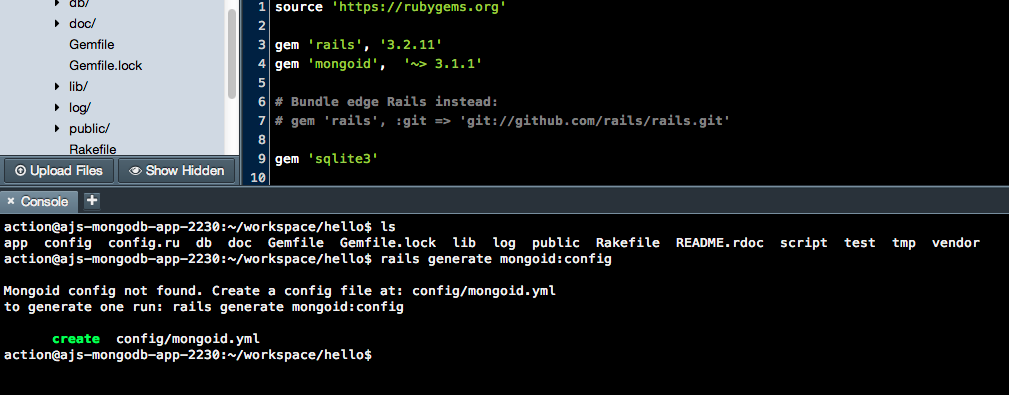 db/
doc/
Gemfile
Gemfile.lock
lib/
log/
public/
Rakefile
Upload Files
Show Hidden
1 source 'https://rubygems.org'
2
3 gem 'rails', '3.2.11'
4 gem 'mongoid',  '~> 3.1.1'
5
6 # Bundle edge Rails instead:
7 # gem 'rails', :git => 'git://github.com/rails/rails.git'
8
9 gem 'sqlite3'
10
× Console +
action@ajs-mongodb-app-2230:~/workspace/hello$ ls
app  config  config.ru  db  doc  Gemfile  Gemfile.lock  lib  log  public  Rakefile  README.rdoc  script  test  tmp  vendor
action@ajs-mongodb-app-2230:~/workspace/hello$ rails generate mongoid:config
Mongoid config not found. Create a config file at: config/mongoid.yml
to generate one run: rails generate mongoid:config
      create  config/mongoid.yml
action@ajs-mongodb-app-2230:~/workspace/hello$